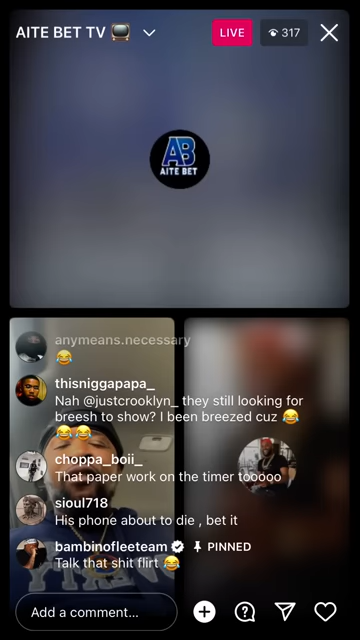 AITE BET TV 📺
LIVE
317
AB
AITE BET
anymeans.necessary
😂
thisniggapapa_
Nah @justcrooklyn_ they still looking for
breesh to show? I been breezed cuz 😂
😂😂
choppa_boii_
That paper work on the timer tooooo
sioul718
His phone about to die , bet it
bambinofleeteam PINNED
Talk that shit flirt 😂
Add a comment...